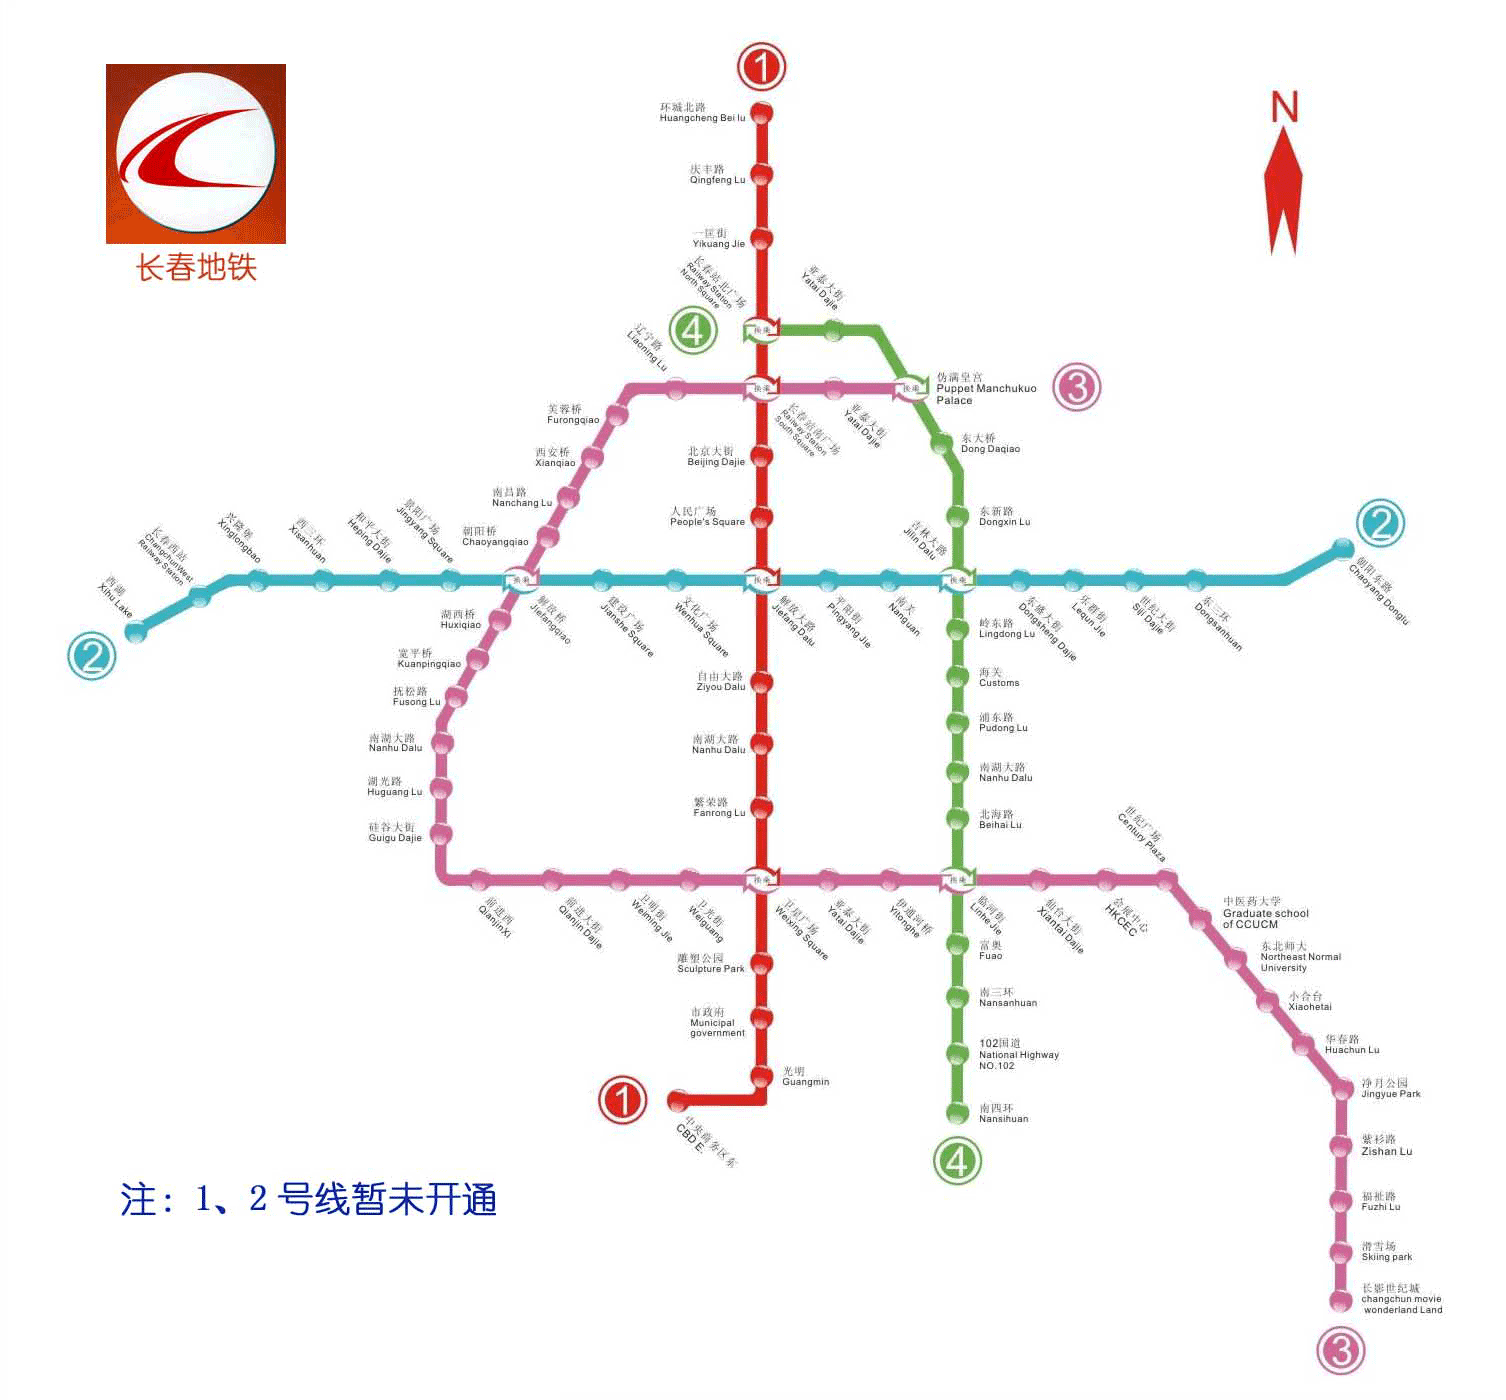 1
环城北路
Huangcheng Bei lu
N
庆丰路
Qingfeng Lu
一匡街
Yikuang Jie
长春地铁
长春站北广场
Railway Station
North Square
亚泰大街
Yatai Dajie
4
换乘
辽宁路
Liaoning Lu
换乘
换乘
伪满皇宫
Puppet Manchukuo
Palace
3
芙蓉桥
Furongqiao
长春站南广场
Railway Station
South Square
亚泰大街
Yatai Dajie
西安桥
Xianqiao
北京大街
Beijing Dajie
东大桥
Dong Daqiao
南昌路
Nanchang Lu
人民广场
People's Square
东新路
Dongxin Lu
朝阳桥
Chaoyangqiao
吉林大路
Jilin Dalu
2
长春西站
ChangchunWest
Railway Station
兴隆堡
Xinglongbao
西三环
Xisanhuan
和平大街
Heping Dajie
景阳广场
Jingyang Square
西湖
Xihu Lake
换乘
换乘
换乘
朝阳东路
Chaoyang Donglu
2
湖西桥
Huxiqiao
解放桥
Jiefangqiao
建设广场
Jianshe Square
文化广场
Wenhua Square
解放大路
Jiefang Dalu
平阳街
Pingyang Jie
南关
Nanguan
岭东路
Lingdong Lu
东盛大街
Dongsheng Dajie
乐群街
Lequn Jie
世纪大街
Siji Dajie
东三环
Dongsanhuan
宽平桥
Kuanpingqiao
自由大路
Ziyou Dalu
海关
Customs
抚松路
Fusong Lu
浦东路
Pudong Lu
南湖大路
Nanhu Dalu
南湖大路
Nanhu Dalu
南湖大路
Nanhu Dalu
湖光路
Huguang Lu
繁荣路
Fanrong Lu
北海路
Beihai Lu
硅谷大街
Guigu Dajie
世纪广场
Century Plaza
换乘
换乘
前进西
QianjinXi
前进大街
Qianjin Dajie
卫明街
Weiming Jie
卫光街
Weiguang
卫星广场
Weixing Square
亚泰大街
Yatai Dajie
伊通河桥
Yitonghe
临河街
Linhe Jie
仙台大街
Xiantai Dajie
会展中心
HKCEC
中医药大学
Graduate school
of CCUCM
雕塑公园
Sculpture Park
富奥
Fuao
东北师大
Northeast Normal
University
市政府
Municipal
government
南三环
Nansanhuan
小合台
Xiaohetai
102国道
National Highway
NO.102
华春路
Huachun Lu
光明
Guangmin
净月公园
Jingyue Park
1
中央商务区东
CBD E.
南四环
Nansihuan
4
紫杉路
Zishan Lu
注：1、2号线暂未开通
福祉路
Fuzhi Lu
滑雪场
Skiing park
长影世纪城
changchun movie
wonderland Land
3